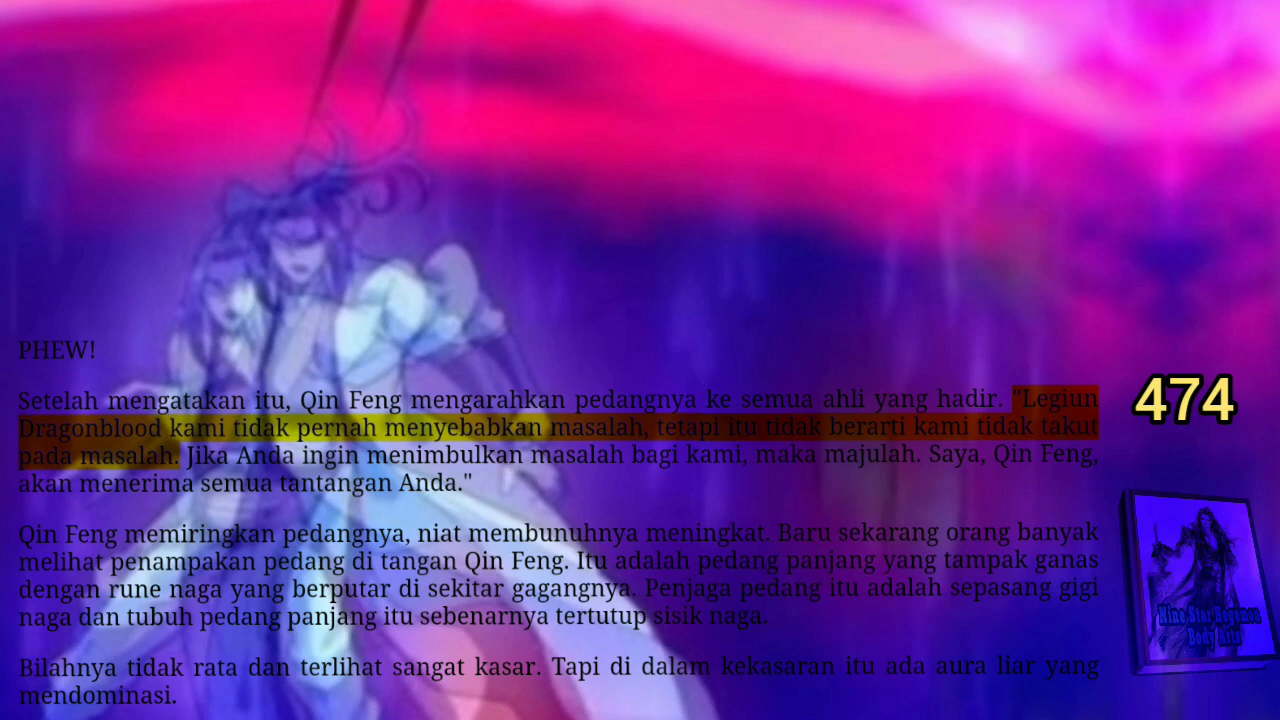 PHEW!
Setelah mengatakan itu, Qin Feng mengarahkan pedangnya ke semua ahli yang hadir. "Legiun
Dragonblood kami tidak pernah menyebabkan masalah, tetapi itu tidak berarti kami tidak takut
pada masalah. Jika Anda ingin menimbulkan masalah bagi kami, maka majulah. Saya, Qin Feng,
akan menerima semua tantangan Anda."
Qin Feng memiringkan pedangnya, niat membunuhnya meningkat. Baru sekarang orang banyak
melihat penampakan pedang di tangan Qin Feng. Itu adalah pedang panjang yang tampak ganas
dengan rune naga yang berputar di sekitar gagangnya. Penjaga pedang itu adalah sepasang gigi
naga dan tubuh pedang panjang itu sebenarnya tertutup sisik naga.
Bilahnya tidak rata dan terlihat sangat kasar. Tapi di dalam kekasaran itu ada aura liar yang
mendominasi.
474
Nine Star Hegemon
Body Arts